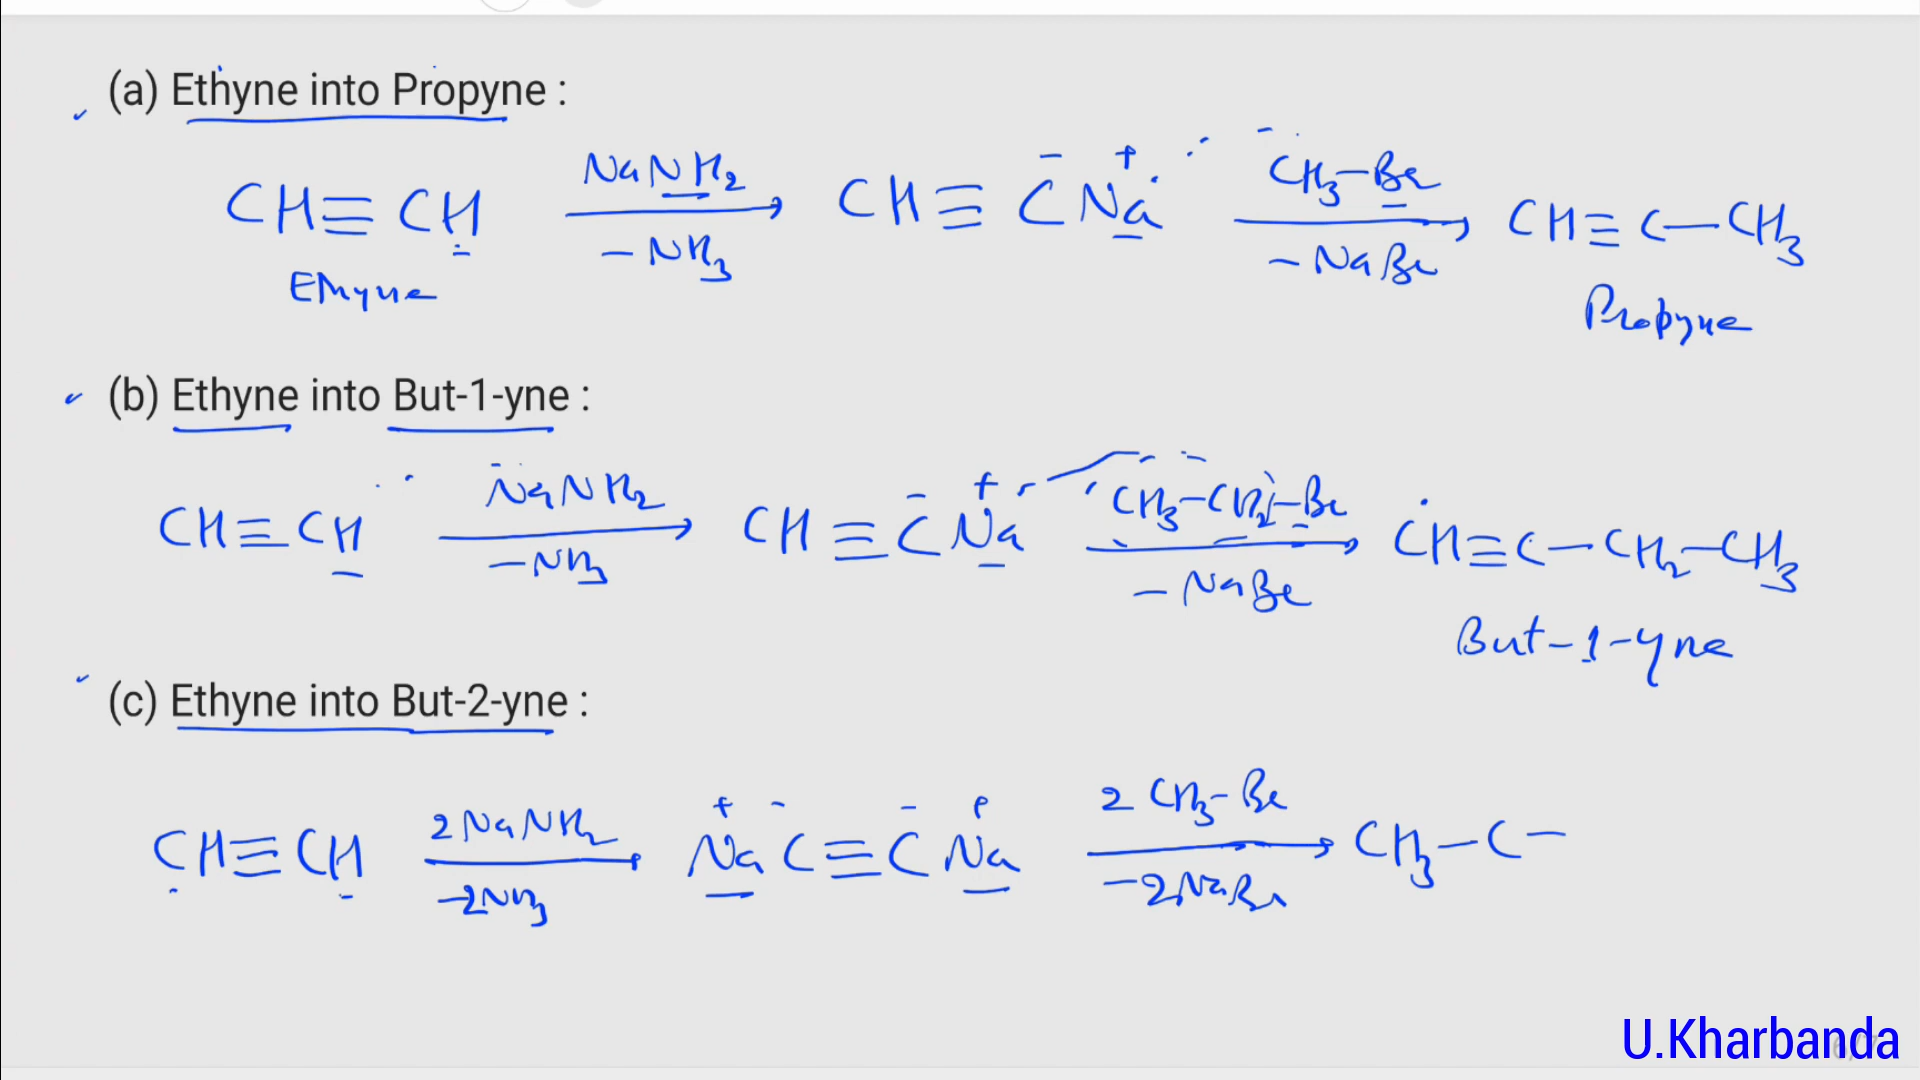 (a) Ethyne into Propyne :
CH≡CH NaNH2 -NH3 CH≡C⁻Na⁺ CH3-Br -NaBr CH≡C-CH3
Ethyne
Propyne
(b) Ethyne into But-1-yne :
CH≡CH NaNH2 -NH3 CH≡C⁻Na⁺ CH3-CH2-Br -NaBr CH≡C-CH2-CH3
But-1-yne
(c) Ethyne into But-2-yne :
CH≡CH 2NaNH2 -2NH3 Na⁺C⁻≡C⁻Na⁺ 2CH3-Br -2NaBr CH3-C-
U.Kharbanda